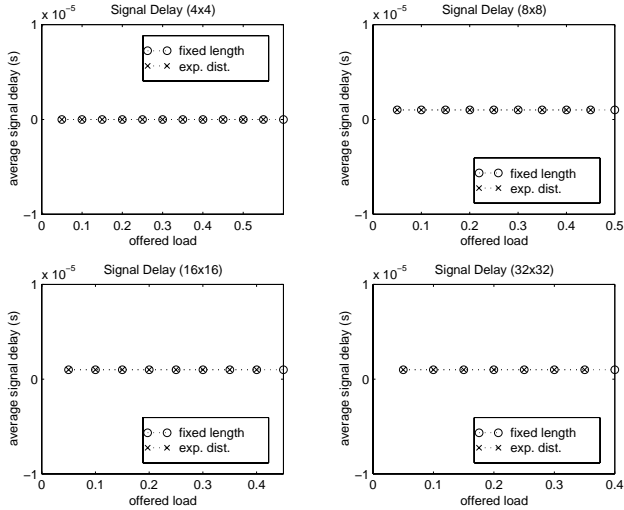 Signal Delay (4x4)
1 x 10⁻⁵
0
−1
average signal delay (s)
0 0.1 0.2 0.3 0.4 0.5
offered load
fixed length
exp. dist.
Signal Delay (8x8)
1 x 10⁻⁵
0
−1
average signal delay (s)
0 0.1 0.2 0.3 0.4 0.5
offered load
fixed length
exp. dist.
Signal Delay (16x16)
1 x 10⁻⁵
0
−1
average signal delay (s)
0 0.1 0.2 0.3 0.4
offered load
fixed length
exp. dist.
Signal Delay (32x32)
1 x 10⁻⁵
0
−1
average signal delay (s)
0 0.1 0.2 0.3 0.4
offered load
fixed length
exp. dist.